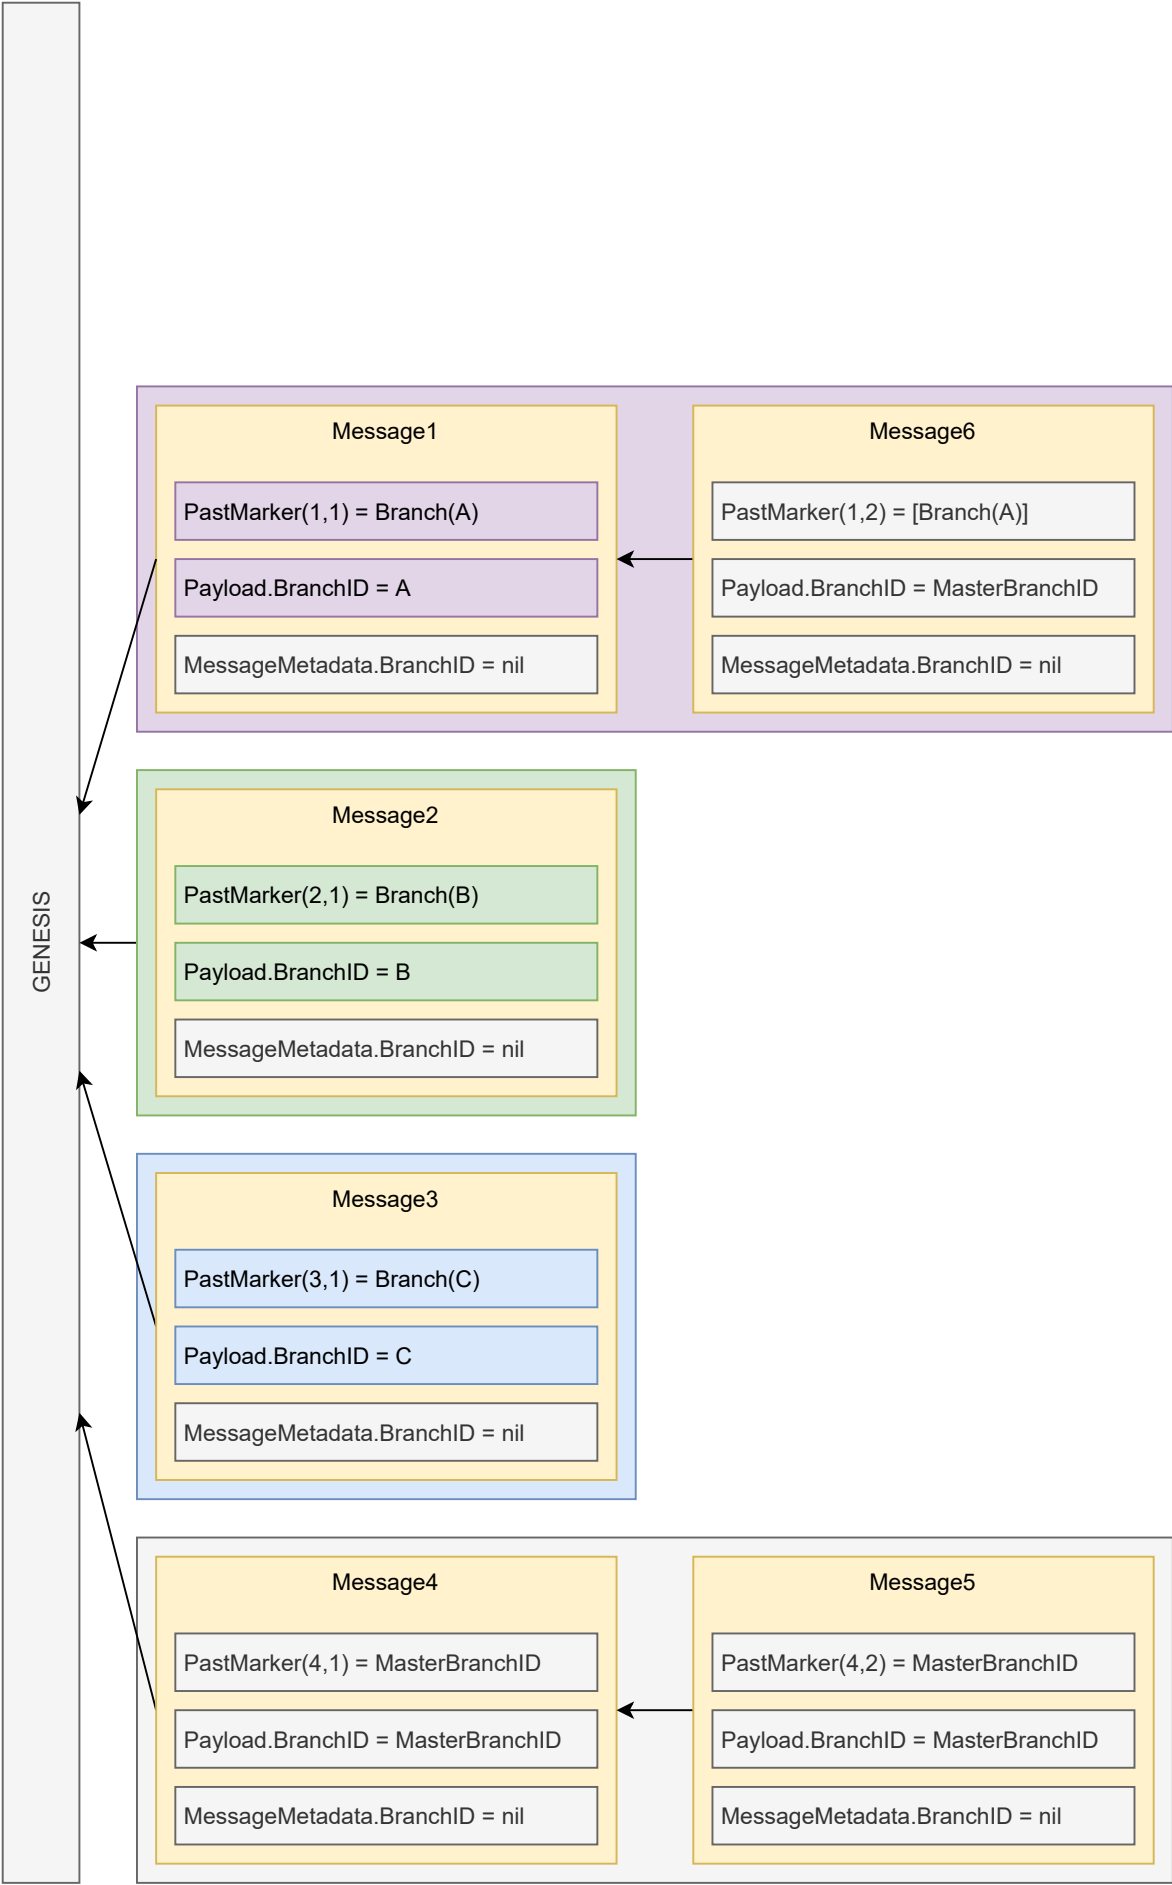 GENESIS
Message1
PastMarker(1,1) = Branch(A)
Payload.BranchID = A
MessageMetadata.BranchID = nil
Message6
PastMarker(1,2) = [Branch(A)]
Payload.BranchID = MasterBranchID
MessageMetadata.BranchID = nil
Message2
PastMarker(2,1) = Branch(B)
Payload.BranchID = B
MessageMetadata.BranchID = nil
Message3
PastMarker(3,1) = Branch(C)
Payload.BranchID = C
MessageMetadata.BranchID = nil
Message4
PastMarker(4,1) = MasterBranchID
Payload.BranchID = MasterBranchID
MessageMetadata.BranchID = nil
Message5
PastMarker(4,2) = MasterBranchID
Payload.BranchID = MasterBranchID
MessageMetadata.BranchID = nil